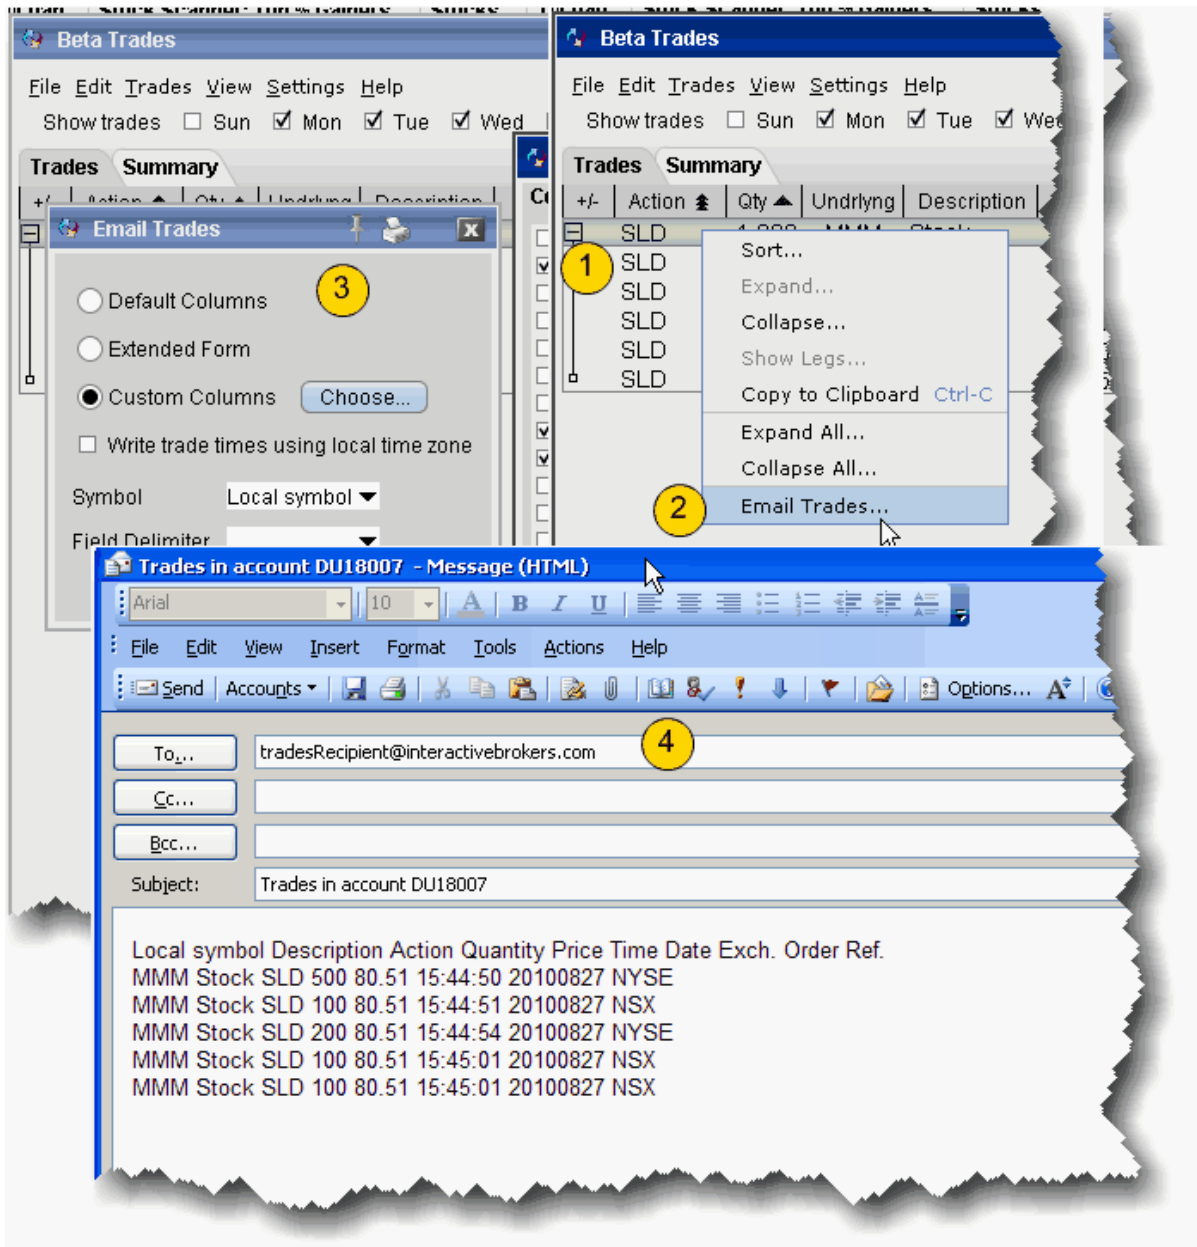 Beta Trades
File Edit Trades View Settings Help
Show trades Sun Mon Tue Wed
Trades Summary
Email Trades
3
Default Columns
Extended Form
Custom Columns Choose...
Write trade times using local time zone
Symbol Local symbol
Field Delimiter
Beta Trades
File Edit Trades View Settings Help
Show trades Sun Mon Tue
Trades Summary
+/- Action Qty Undrlyng Description
SLD
1
SLD
SLD
SLD
SLD
SLD
Sort...
Expand...
Collapse...
Show Legs...
Copy to Clipboard Ctrl-C
Expand All...
Collapse All...
2
Email Trades...
Trades in account DU18007 - Message (HTML)
Arial 10 A B I U
File Edit View Insert Format Tools Actions Help
Send Accounts Options...
To... tradesRecipient@interactivebrokers.com 4
Cc...
Bcc...
Subject: Trades in account DU18007
Local symbol Description Action Quantity Price Time Date Exch. Order Ref.
MMM Stock SLD 500 80.51 15:44:50 20100827 NYSE
MMM Stock SLD 100 80.51 15:44:51 20100827 NSX
MMM Stock SLD 200 80.51 15:44:54 20100827 NYSE
MMM Stock SLD 100 80.51 15:45:01 20100827 NSX
MMM Stock SLD 100 80.51 15:45:01 20100827 NSX